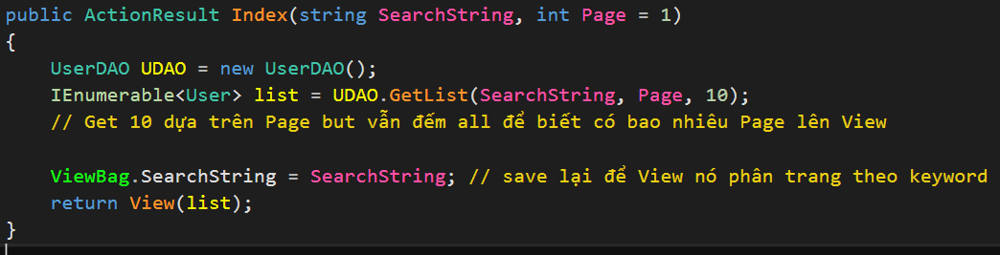 public ActionResult Index(string SearchString, int Page = 1)
{
    UserDAO UDAO = new UserDAO();
    IEnumerable<User> list = UDAO.GetList(SearchString, Page, 10);
    // Get 10 dựa trên Page but vẫn đếm all để biết có bao nhiêu Page lên View

    ViewBag.SearchString = SearchString; // save lại để View nó phân trang theo keyword
    return View(list);
}